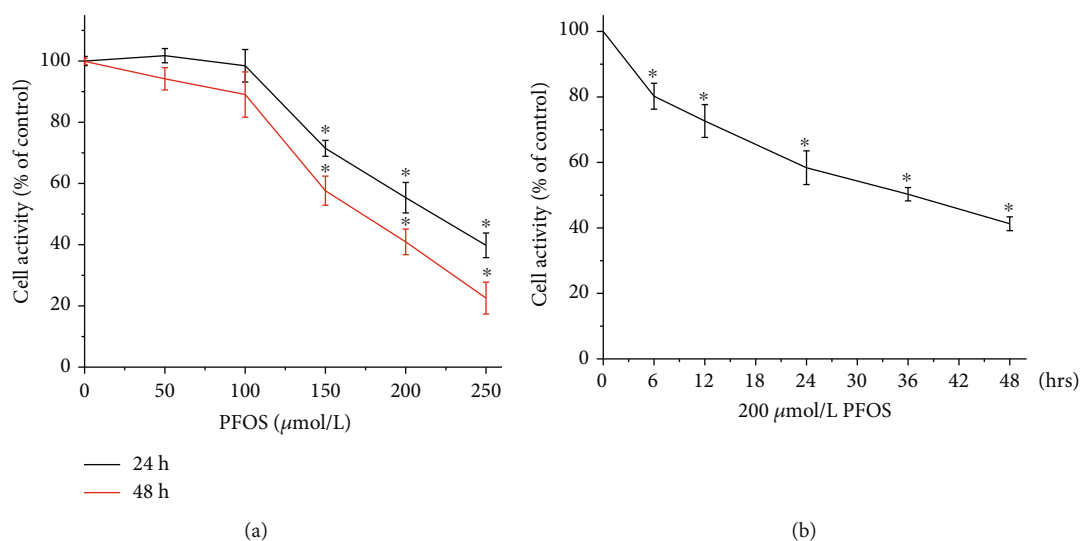 Cell activity (% of control)
100
80
60
40
20
0
* * *
* * *
0 50 100 150 200 250
PFOS (μmol/L)
24 h
48 h
(a)
Cell activity (% of control)
100
80
60
40
20
0
* * * * *
0 6 12 18 24 30 36 42 48 (hrs)
200 μmol/L PFOS
(b)